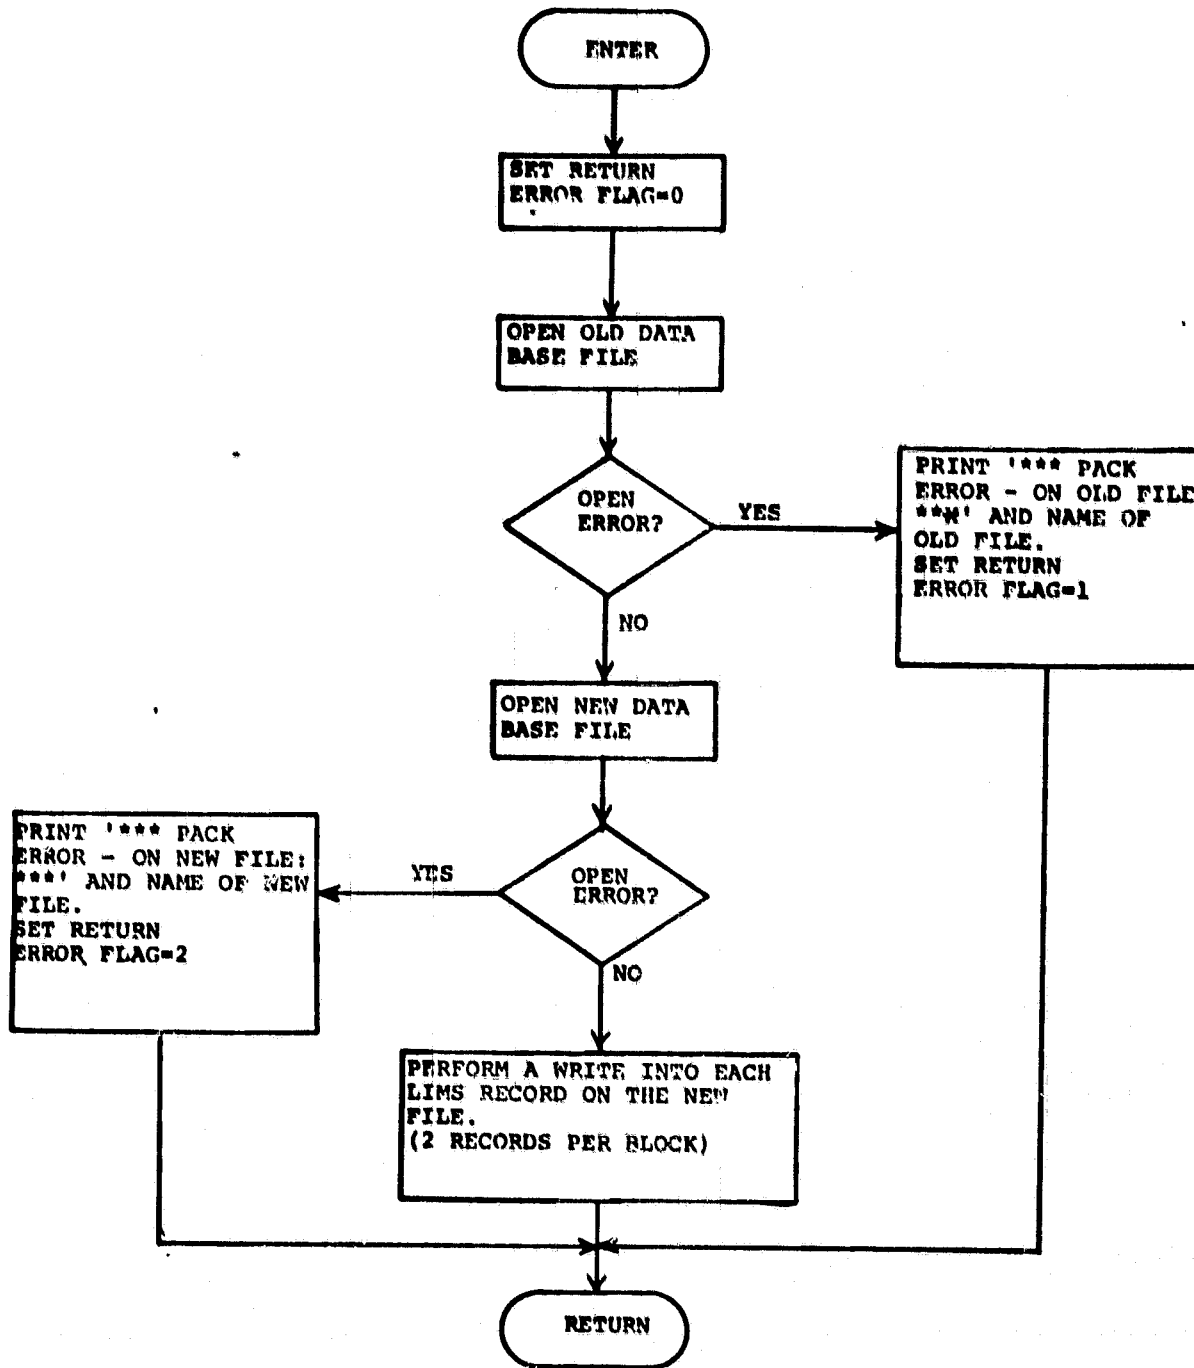 ENTER
SET RETURN
ERROR FLAG=0
OPEN OLD DATA
BASE FILE
OPEN
ERROR?
YES
PRINT '*** PACK
ERROR - ON OLD FILE
***' AND NAME OF
OLD FILE.
SET RETURN
ERROR FLAG=1
NO
OPEN NEW DATA
BASE FILE
PRINT '*** PACK
ERROR - ON NEW FILE:
***' AND NAME OF NEW
FILE.
SET RETURN
ERROR FLAG=2
YES
OPEN
ERROR?
NO
PERFORM A WRITE INTO EACH
LIMS RECORD ON THE NEW
FILE.
(2 RECORDS PER BLOCK)
RETURN